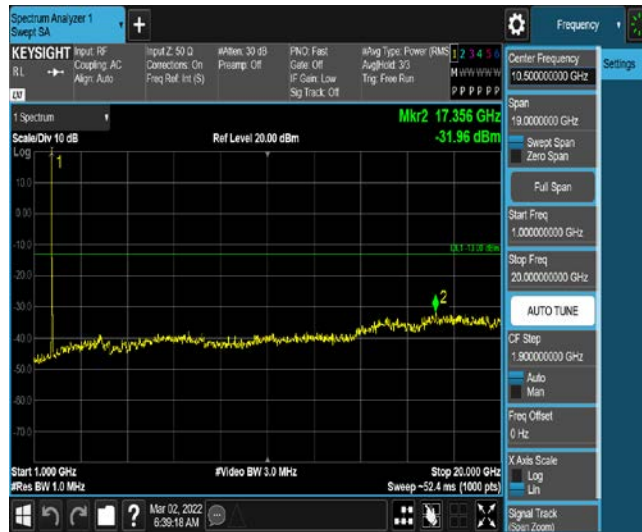 Spectrum Analyzer 1
Swept SA
+
Frequency
KEYSIGHT
Input: RF
Coupling: AC
Align: Auto
RL
LXI
Input Z: 50 Ω
Corrections: On
Freq Ref: Int (S)
#Atten: 30 dB
Preamp: Off
PNO: Fast
Gate: Off
IF Gain: Low
Sig Track: Off
#Avg Type: Power (RMS
Avg|Hold: 3/3
Trig: Free Run
1 2 3 4 5 6
M W W W W W
P P P P P P
Center Frequency
10.500000000 GHz
Settings
Span
19.0000000 GHz
Swept Span
Zero Span
Full Span
Start Freq
1.000000000 GHz
Stop Freq
20.000000000 GHz
AUTO TUNE
CF Step
1.900000000 GHz
Auto
Man
Freq Offset
0 Hz
X Axis Scale
Log
Lin
Signal Track
(Span Zoom)
1 Spectrum
Scale/Div 10 dB
Ref Level 20.00 dBm
Mkr2 17.356 GHz
-31.96 dBm
Log
1
10.0
0.00
-10.0
DL1 -13.00 dBm
-20.0
2
-30.0
-40.0
-50.0
-60.0
-70.0
Start 1.000 GHz
#Video BW 3.0 MHz
Stop 20.000 GHz
#Res BW 1.0 MHz
Sweep ~52.4 ms (1000 pts)
?
Mar 02, 2022
6:39:18 AM